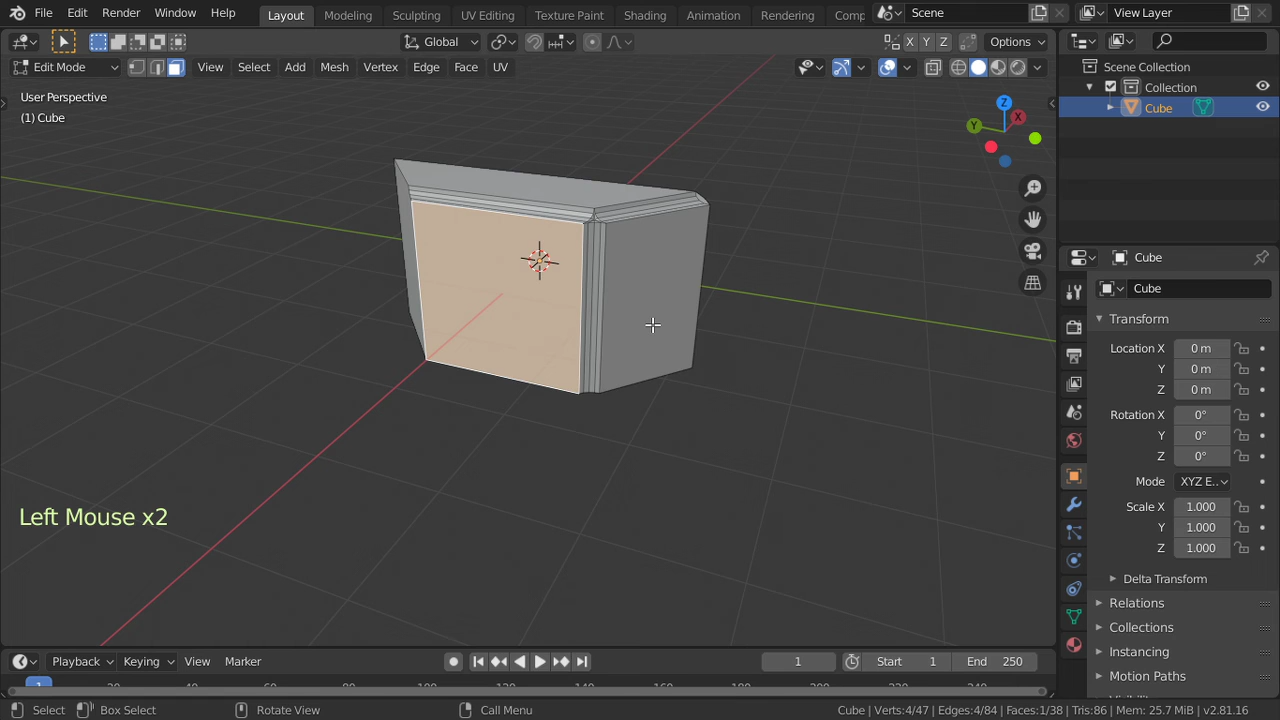 File Edit Render Window Help Layout Modeling Sculpting UV Editing Texture Paint Shading Animation Rendering Comp Scene View Layer
Global X Y Z Options
Edit Mode View Select Add Mesh Vertex Edge Face UV
Scene Collection
Collection
Cube
User Perspective
(1) Cube
Z
X
Y
Cube
Cube
Transform
Location X 0 m
Y 0 m
Z 0 m
Rotation X 0°
Y 0°
Z 0°
Mode XYZ E..
Scale X 1.000
Y 1.000
Z 1.000
Delta Transform
Relations
Collections
Instancing
Motion Paths
Left Mouse x2
Playback Keying View Marker 1 Start 1 End 250
1
Select Box Select Rotate View Call Menu Cube | Verts:4/47 | Edges:4/84 | Faces:1/38 | Tris:86 | Mem: 25.7 MiB | v2.81.16